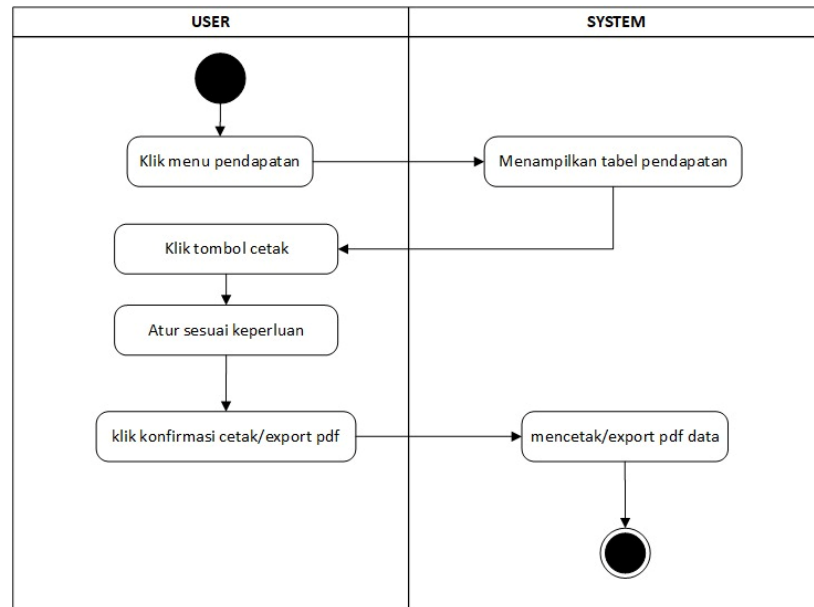 USER
SYSTEM
Klik menu pendapatan
Menampilkan tabel pendapatan
Klik tombol cetak
Atur sesuai keperluan
klik konfirmasi cetak/export pdf
mencetak/export pdf data